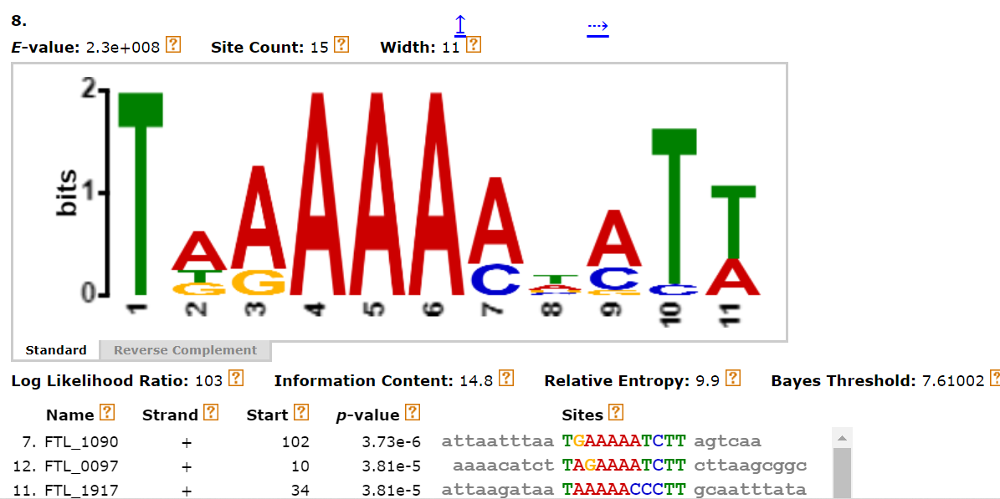 8.
E-value: 2.3e+008 ? Site Count: 15 ? Width: 11 ?
bits
2
1
0
T A T G A G A A A A C T A A C G T C T A
1 2 3 4 5 6 7 8 9 10 11
Standard Reverse Complement
Log Likelihood Ratio: 103 ? Information Content: 14.8 ? Relative Entropy: 9.9 ? Bayes Threshold: 7.61002 ?
Name ? Strand ? Start ? p-value ? Sites ?
7. FTL_1090 + 102 3.73e-6 attaatttaa TGAAAAATCTT agtcaa
12. FTL_0097 + 10 3.81e-5 aaaacatct TAGAAAATCTT cttaagcggc
11. FTL_1917 + 34 3.81e-5 attaagataa TAAAAACCCTT gcaatttata